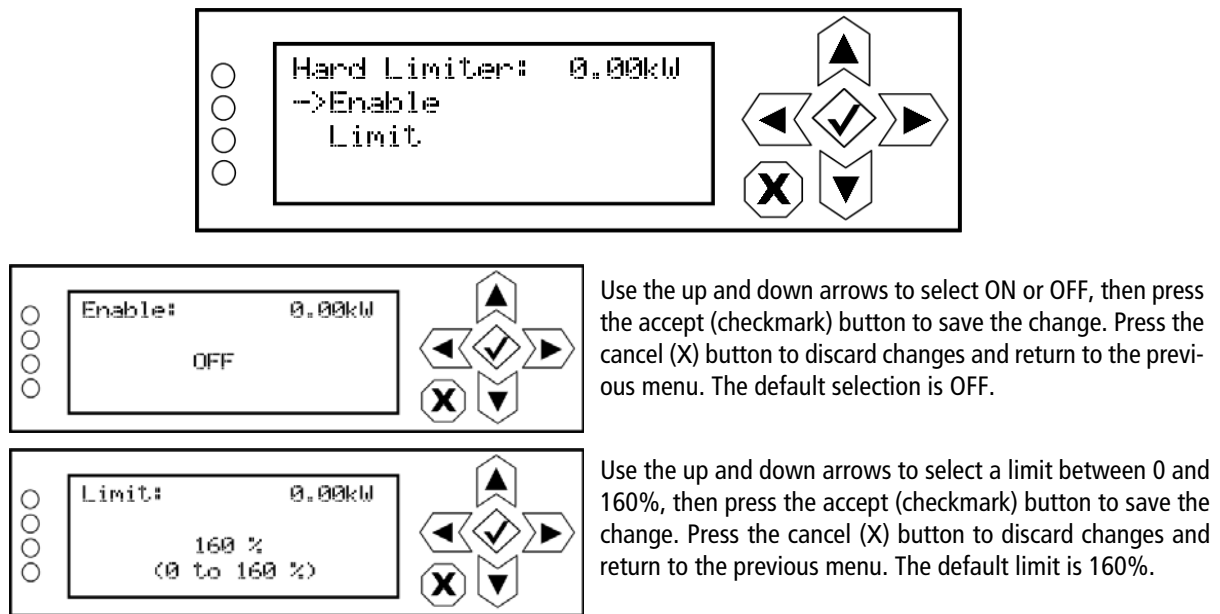 Hard Limiter: 0.00kW
->Enable
Limit
Enable: 0.00kW
OFF
Use the up and down arrows to select ON or OFF, then press
the accept (checkmark) button to save the change. Press the
cancel (X) button to discard changes and return to the previ-
ous menu. The default selection is OFF.
Limit: 0.00kW
160 %
(0 to 160 %)
Use the up and down arrows to select a limit between 0 and
160%, then press the accept (checkmark) button to save the
change. Press the cancel (X) button to discard changes and
return to the previous menu. The default limit is 160%.